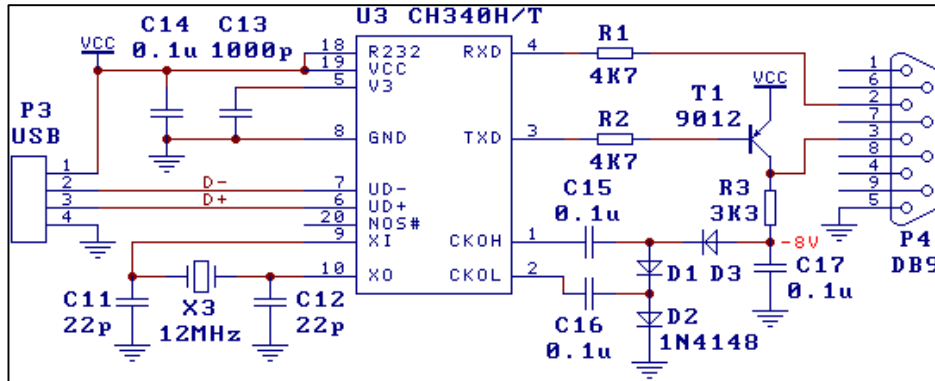 U3 CH340H/T
C14 C13
0.1u 1000p
VCC
R1
4K7
18 R232
19 VCC
5 V3
8 GND
7 UD-
6 UD+
20 NOS#
9 XI
10 XO
RXD 4
TXD 3
CKOH 1
CKOL 2
P3
USB
1
2
3
4
D-
D+
R2
4K7
T1
9012
VCC
R3
3K3
C15
0.1u
C16
0.1u
D1 D3
D2
1N4148
-8V
C17
0.1u
C11
22p
X3
12MHz
C12
22p
1
6
2
7
3
8
4
9
5
P4
DB9